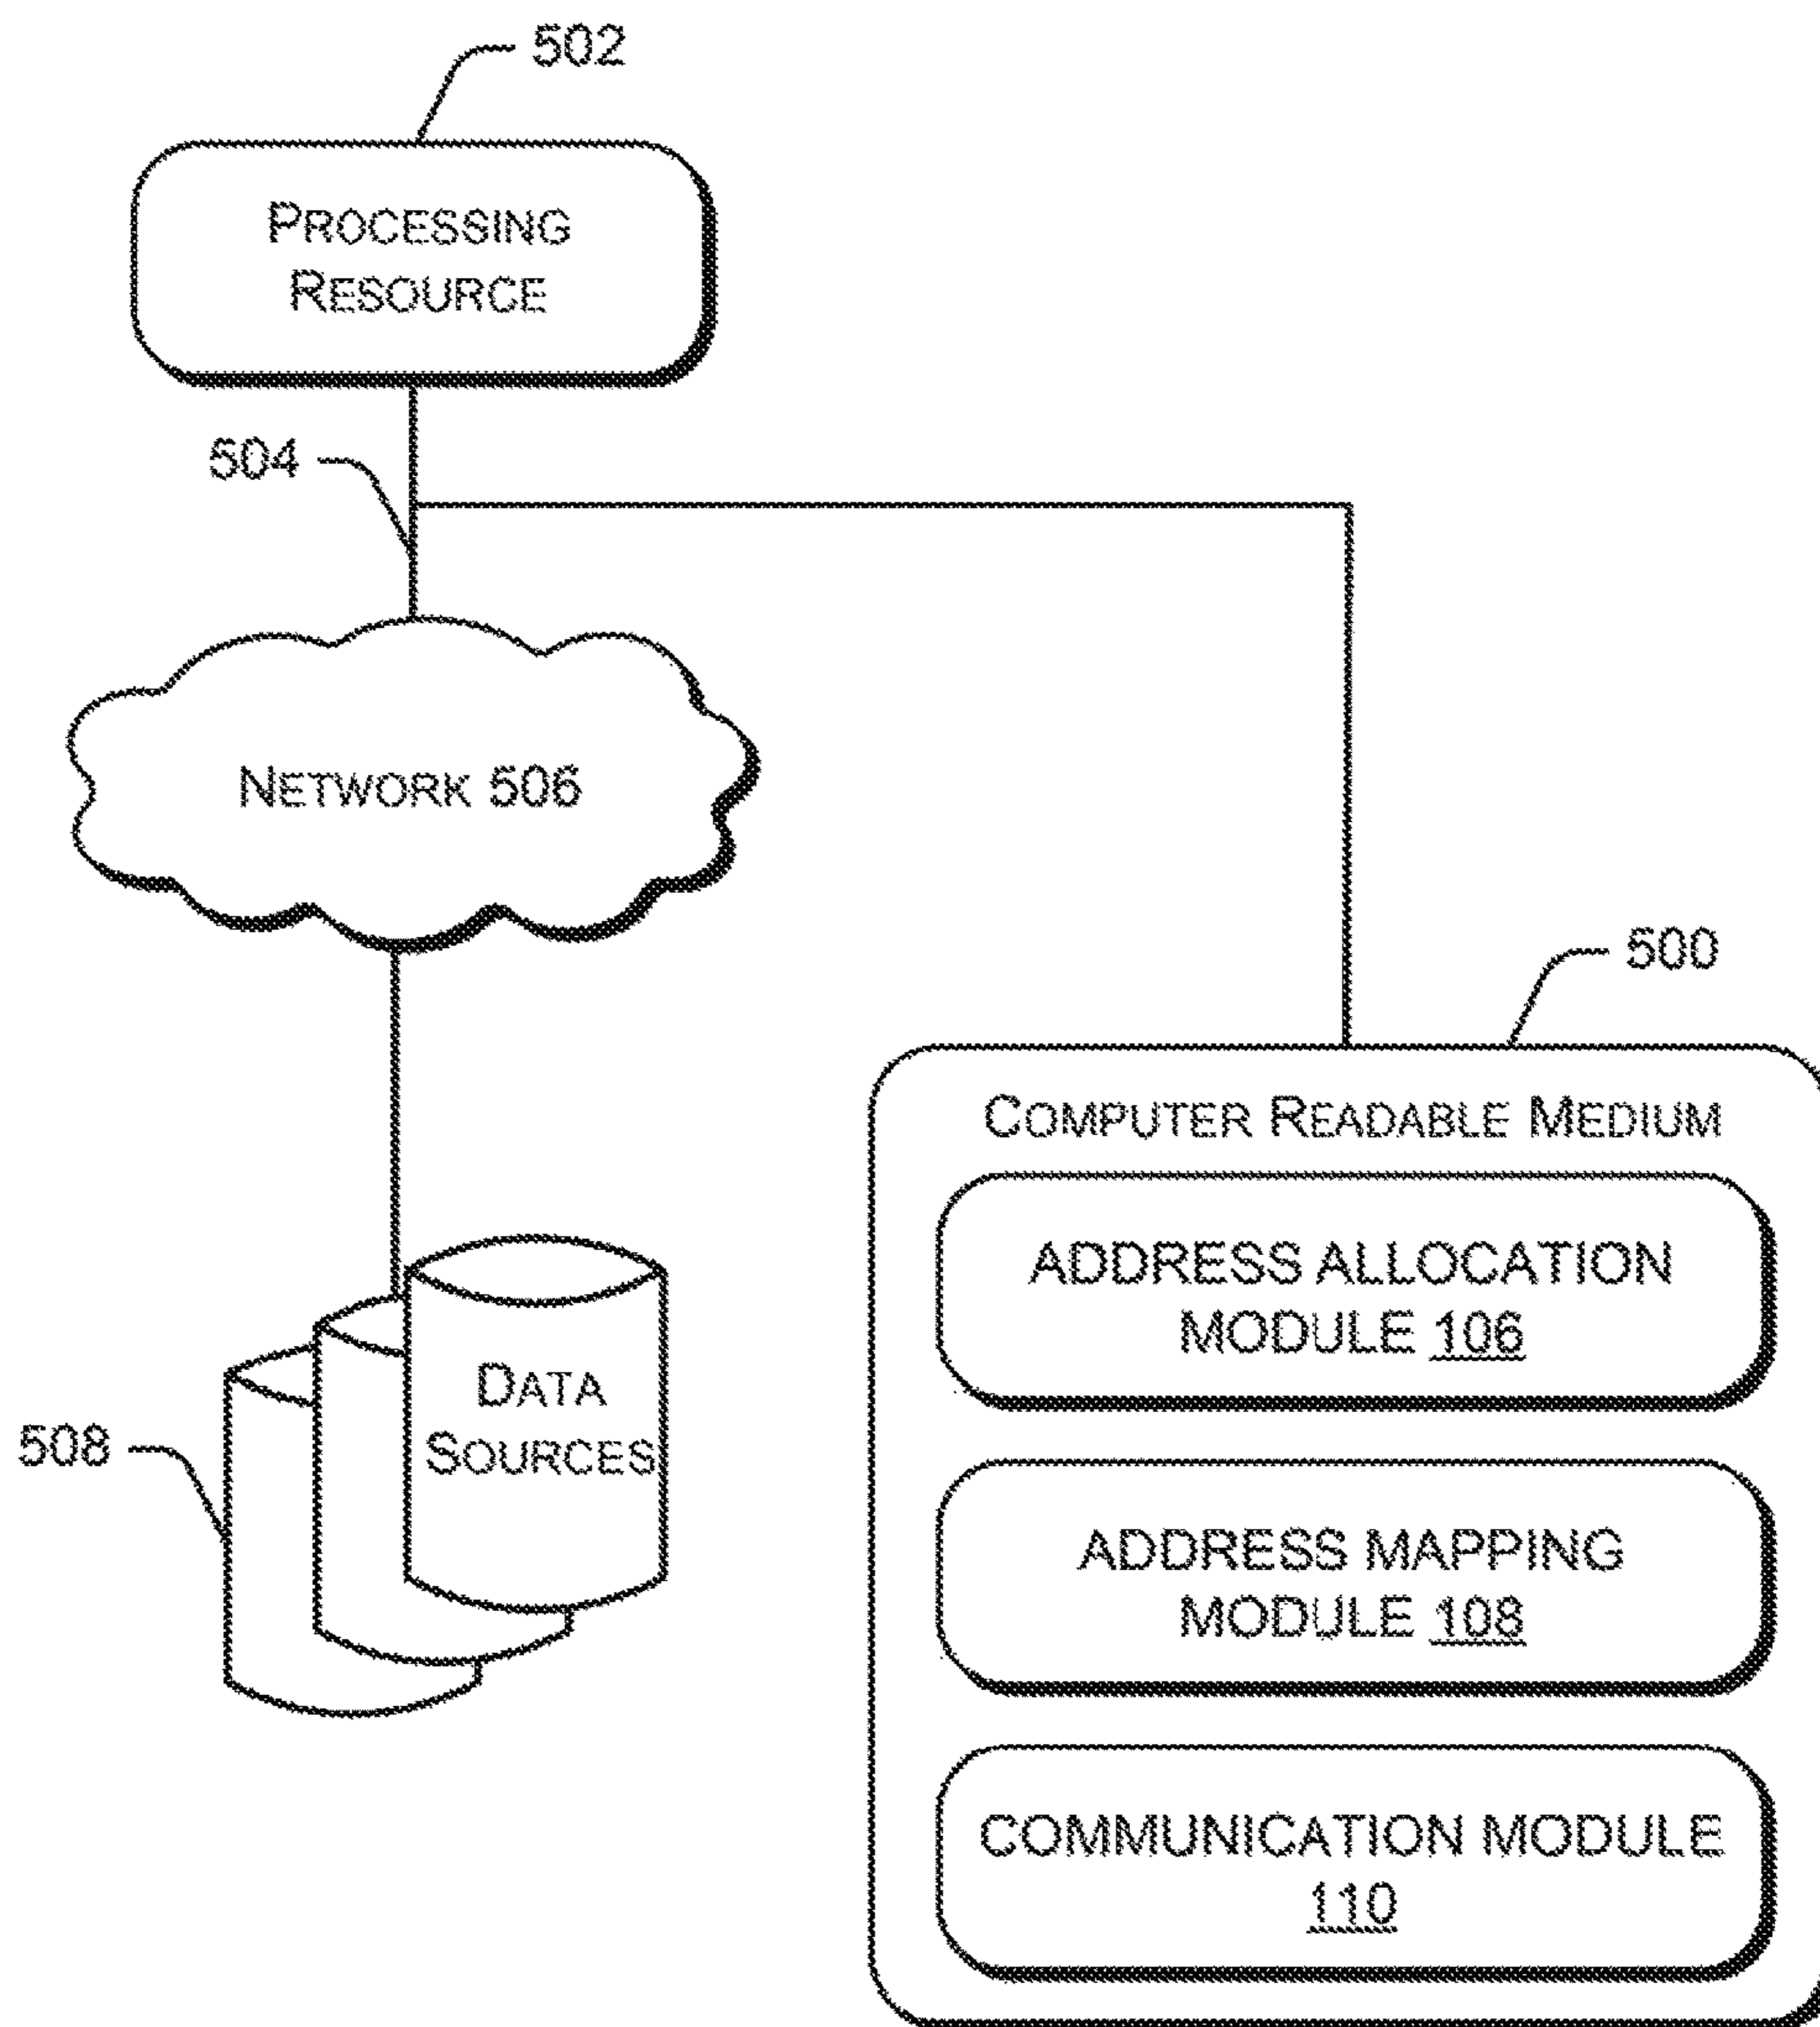 502
PROCESSING
RESOURCE
504
NETWORK 506
500
COMPUTER READABLE MEDIUM
ADDRESS ALLOCATION
MODULE 106
DATA
SOURCES
508
ADDRESS MAPPING
MODULE 108
COMMUNICATION MODULE
110